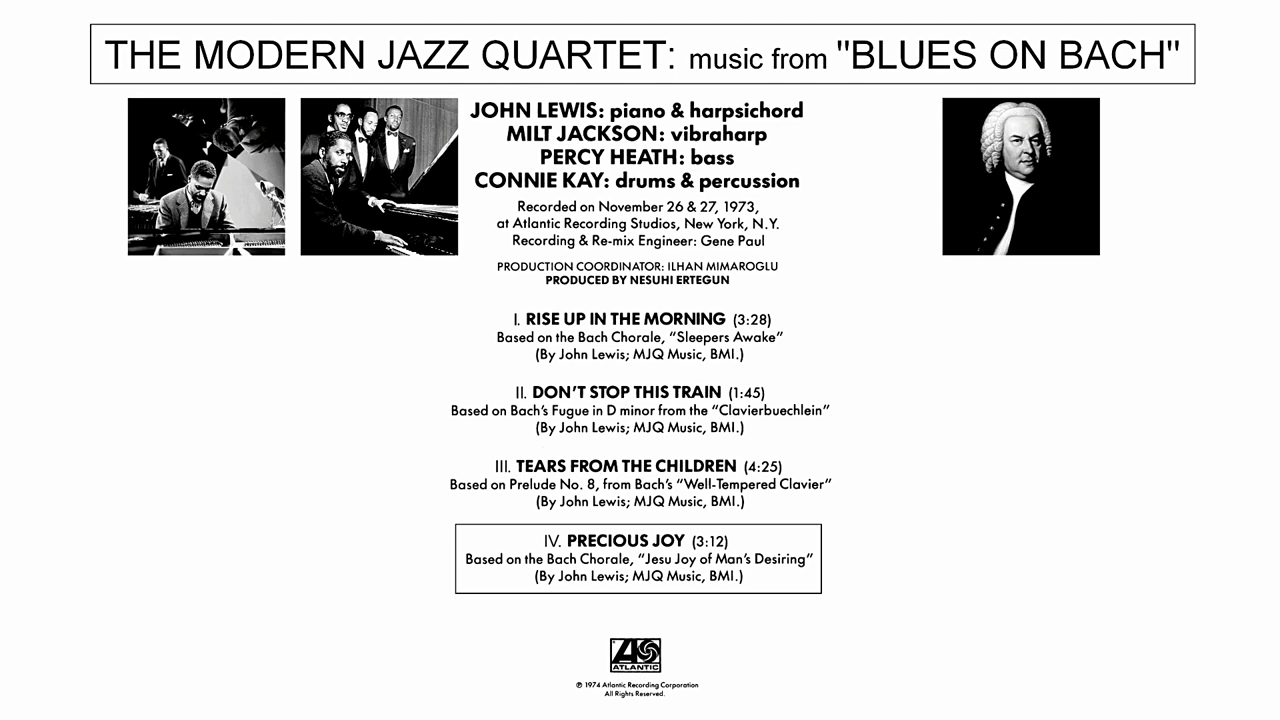 THE MODERN JAZZ QUARTET: music from "BLUES ON BACH"
JOHN LEWIS: piano & harpsichord
MILT JACKSON: vibraharp
PERCY HEATH: bass
CONNIE KAY: drums & percussion
Recorded on November 26 & 27, 1973,
at Atlantic Recording Studios, New York, N.Y.
Recording & Re-mix Engineer: Gene Paul
PRODUCTION COORDINATOR: ILHAN MIMAROGLU
PRODUCED BY NESUHI ERTEGUN
I. RISE UP IN THE MORNING (3:28)
Based on the Bach Chorale, “Sleepers Awake”
(By John Lewis; MJQ Music, BMI.)
II. DON’T STOP THIS TRAIN (1:45)
Based on Bach’s Fugue in D minor from the “Clavierbuechlein”
(By John Lewis; MJQ Music, BMI.)
III. TEARS FROM THE CHILDREN (4:25)
Based on Prelude No. 8, from Bach’s “Well-Tempered Clavier”
(By John Lewis; MJQ Music, BMI.)
IV. PRECIOUS JOY (3:12)
Based on the Bach Chorale, “Jesu Joy of Man’s Desiring”
(By John Lewis; MJQ Music, BMI.)
ATLANTIC
℗ 1974 Atlantic Recording Corporation
All Rights Reserved.